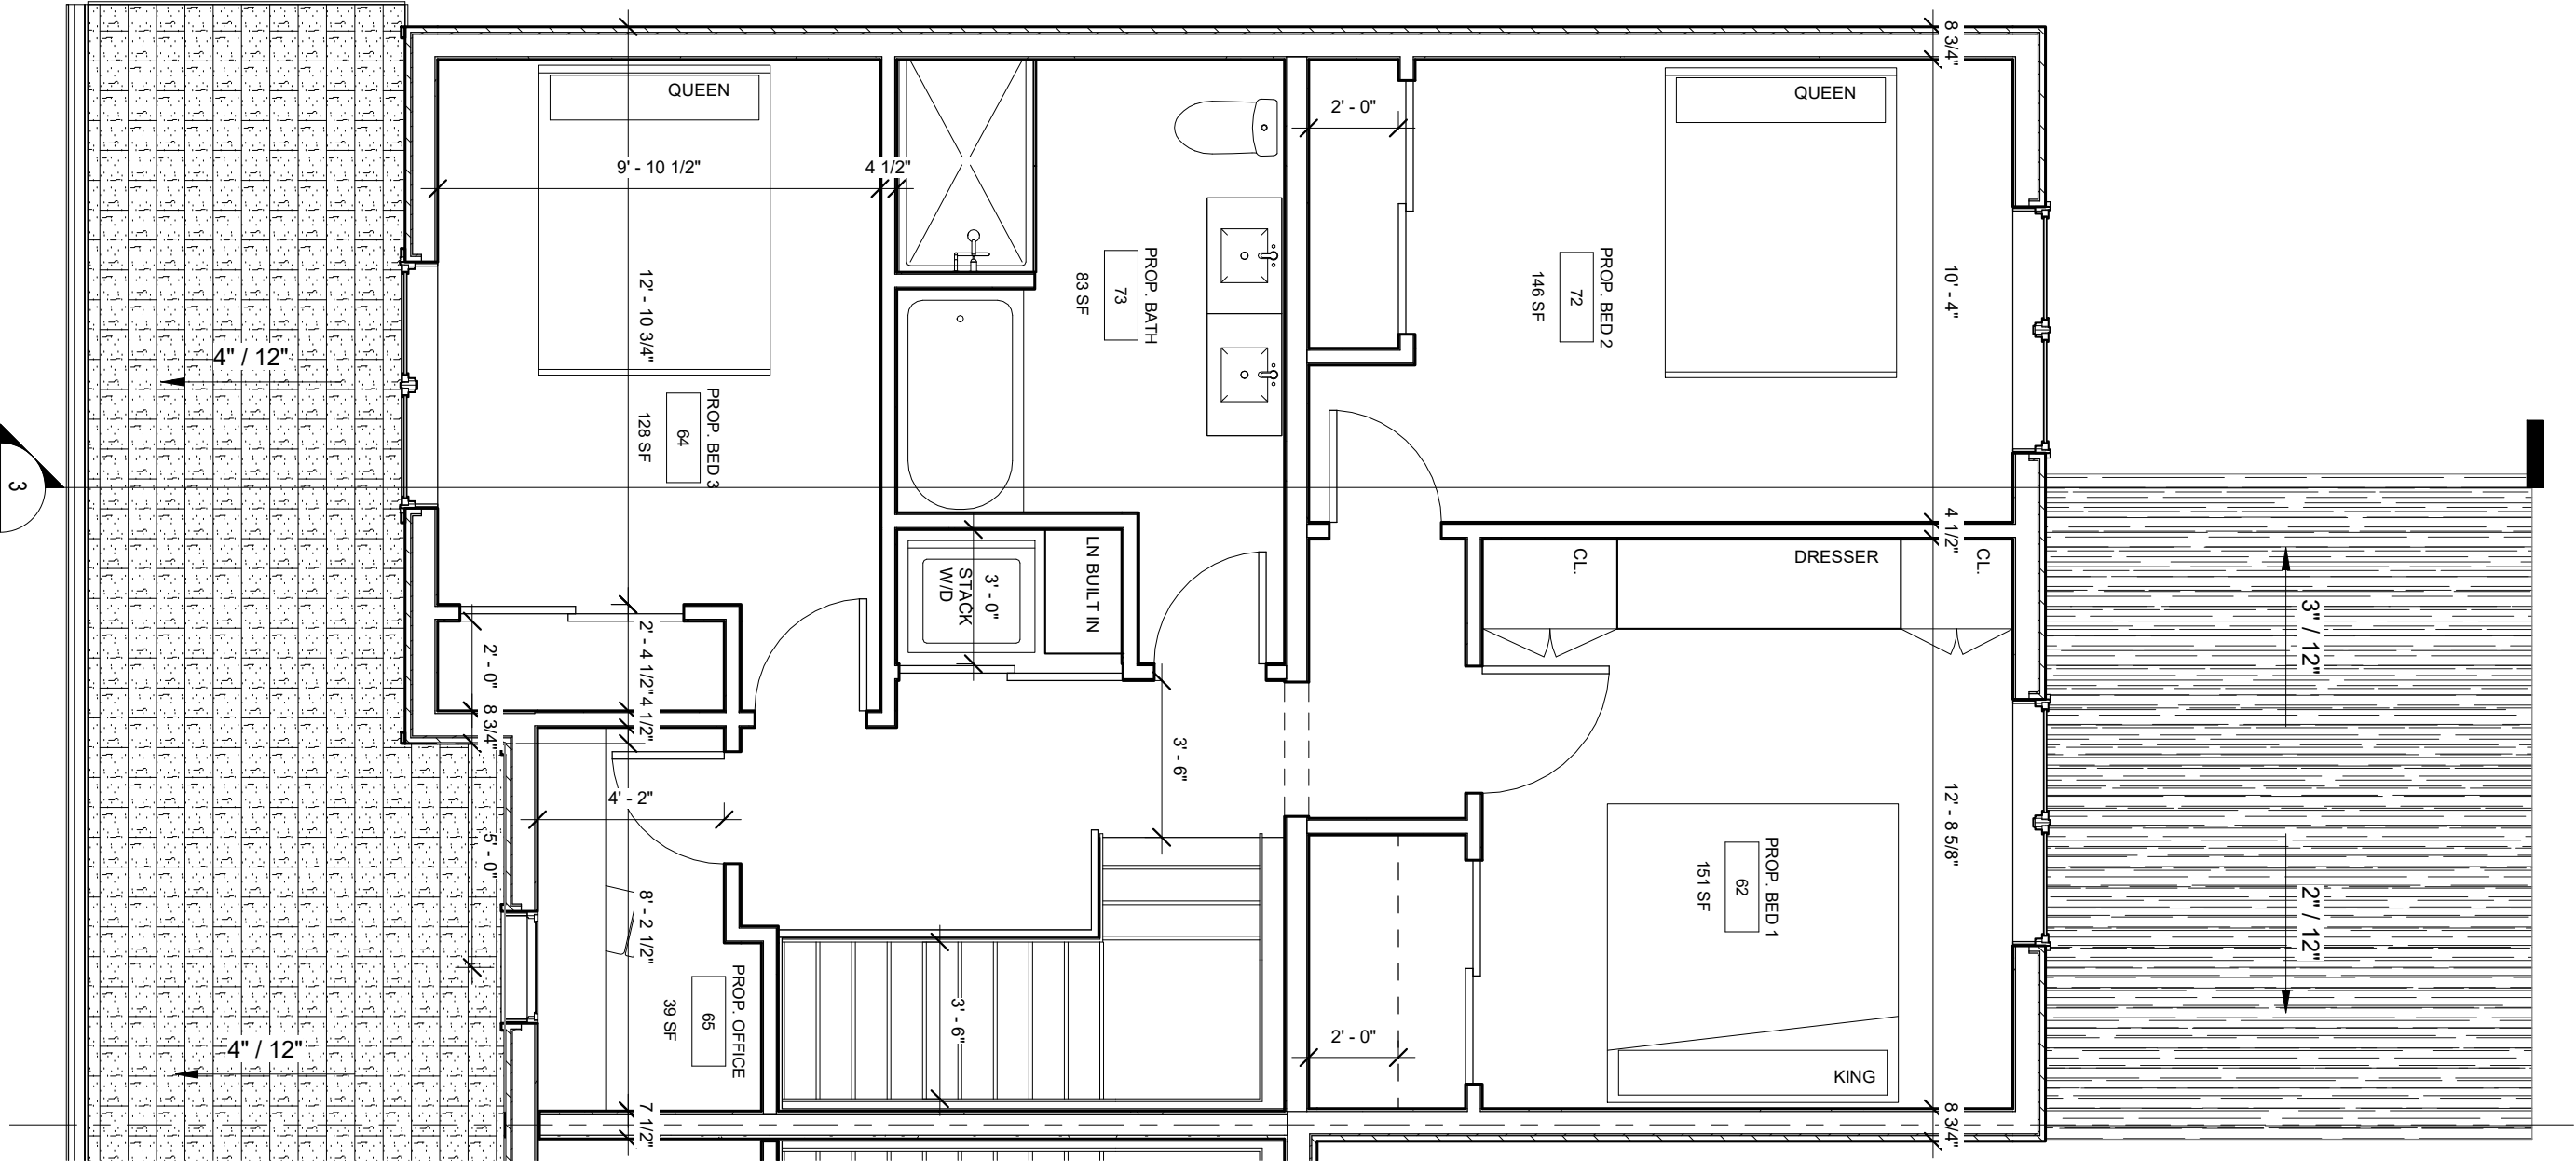 8 3/4"
QUEEN
QUEEN
2' - 0"
9' - 10 1/2"
4 1/2"
PROP. BATH
73
83 SF
PROP. BED 2
72
146 SF
10' - 4"
12' - 10 3/4"
4" / 12"
PROP. BED 3
64
128 SF
3
4 1/2"
LN BUILT IN
3' - 0"
STACK
W/D
CL.
DRESSER
CL.
3" / 12"
2' - 0"
8 3/4"
2' - 4 1/2"
4 1/2"
3' - 6"
4' - 2"
5' - 0"
12' - 8 5/8"
PROP. BED 1
62
151 SF
2" / 12"
8' - 2 1/2"
PROP. OFFICE
65
39 SF
3' - 6"
2' - 0"
4" / 12"
KING
7 1/2"
8 3/4"